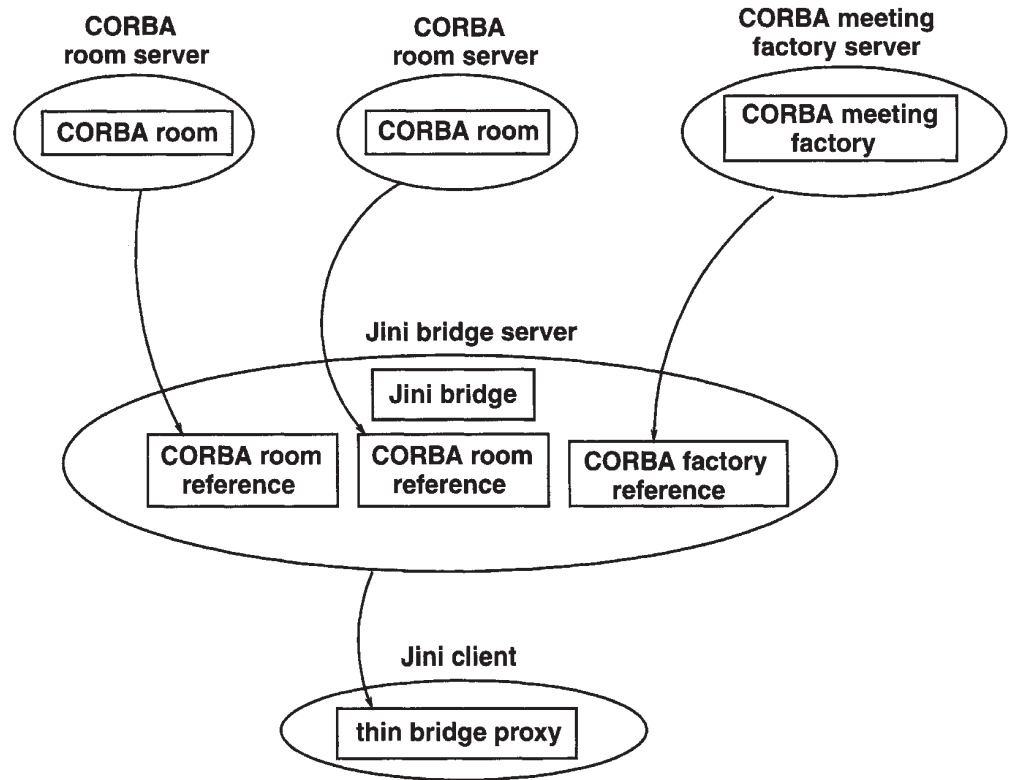 CORBA
room server
CORBA
room server
CORBA meeting
factory server
CORBA room
CORBA room
CORBA meeting
factory
Jini bridge server
Jini bridge
CORBA room
reference
CORBA room
reference
CORBA factory
reference
Jini client
thin bridge proxy